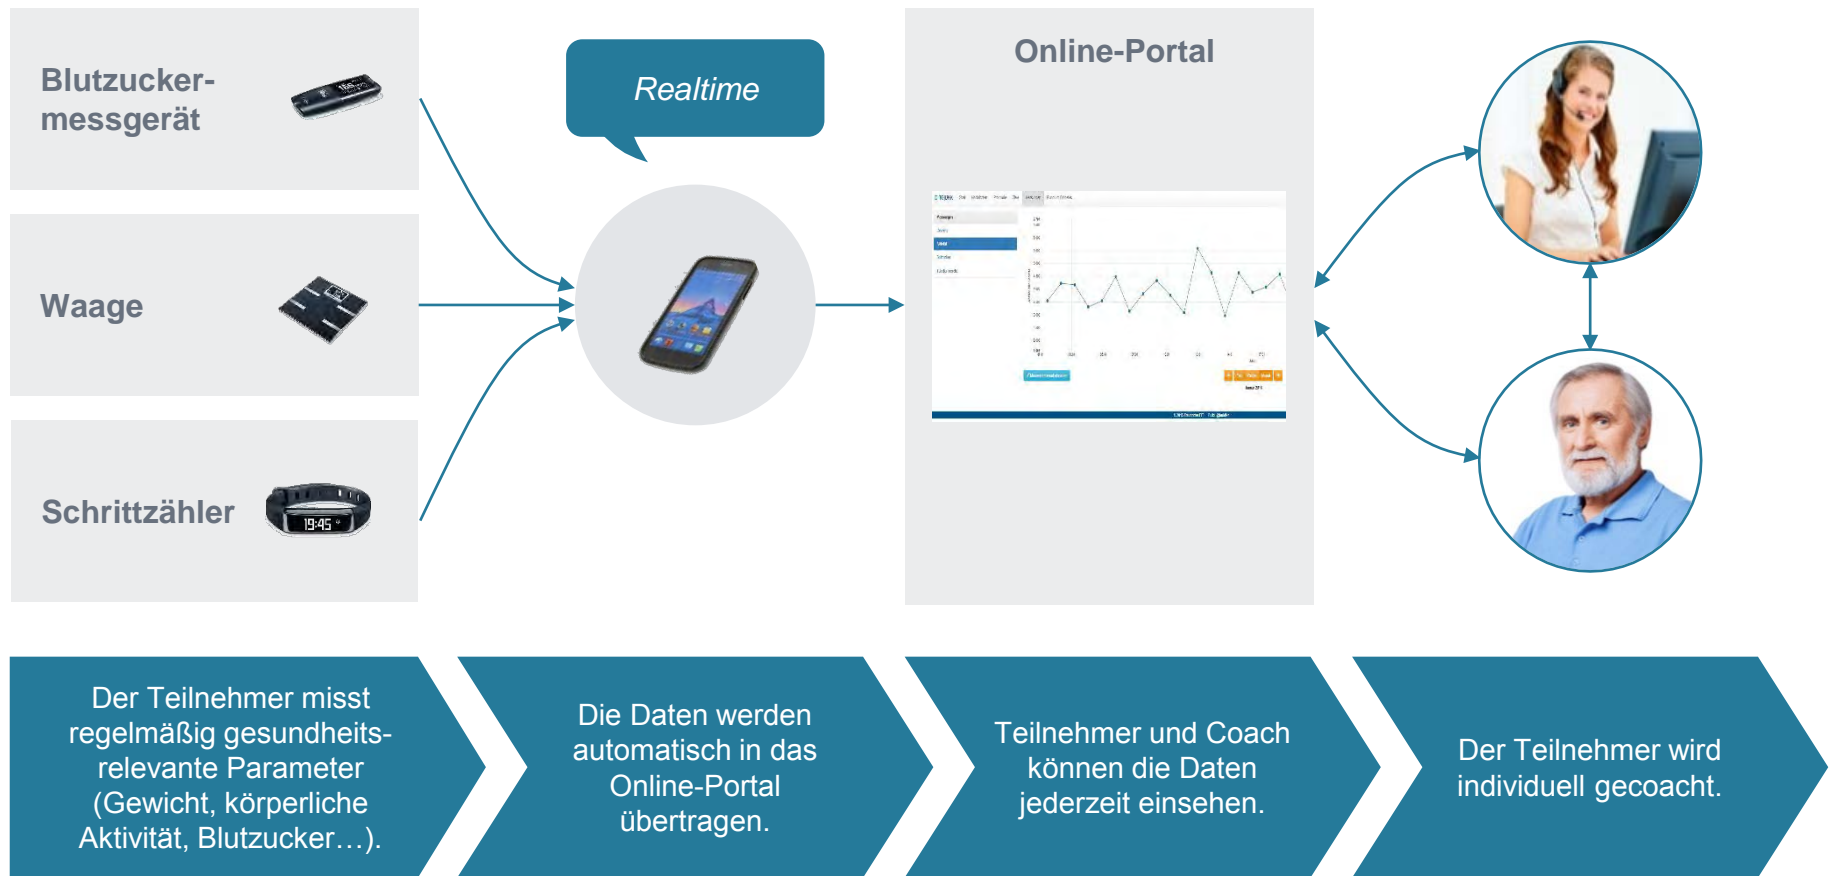 Blutzucker-
messgerät
Realtime
Online-Portal
Waage
Schrittzähler
19:45
Der Teilnehmer misst
regelmäßig gesundheits-
relevante Parameter
(Gewicht, körperliche
Aktivität, Blutzucker…).
Die Daten werden
automatisch in das
Online-Portal
übertragen.
Teilnehmer und Coach
können die Daten
jederzeit einsehen.
Der Teilnehmer wird
individuell gecoacht.